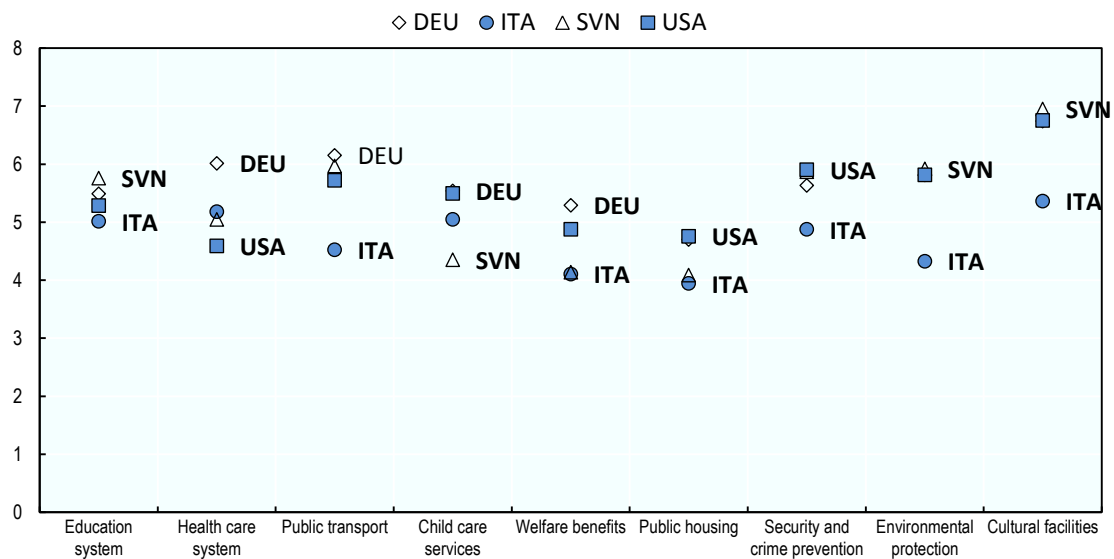 DEU ITA SVN USA
8
7
6
5
4
3
2
1
0
SVN
ITA
DEU
USA
DEU
ITA
DEU
SVN
DEU
ITA
USA
ITA
USA
ITA
SVN
ITA
SVN
ITA
Education
system
Health care
system
Public transport
Child care
services
Welfare benefits
Public housing
Security and
crime prevention
Environmental
protection
Cultural facilities